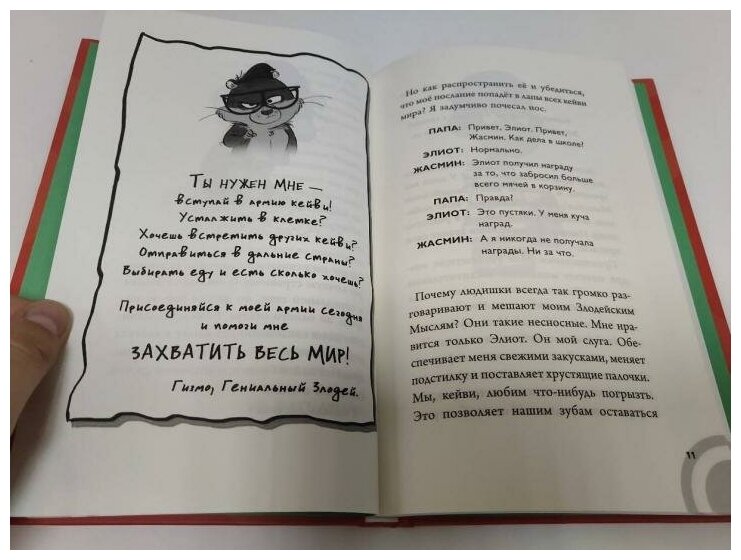 Ты нужен мне —
вступай в армию кейви!
Устал жить в клетке?
Хочешь встретить других кейви?
Отправиться в дальние страны?
Выбирать еду и есть сколько хочешь?
Присоединяйся к моей армии сегодня
и помоги мне
ЗАХВАТИТЬ ВЕСЬ МИР!
Гизмо, Гениальный Злодей.
Но как распространить её и убедиться,
что моё послание попадёт в лапы всех кейви
мира? Я задумчиво почесал нос.
ПАПА: Привет, Элиот. Привет,
Жасмин. Как дела в школе?
ЭЛИОТ: Нормально.
ЖАСМИН: Элиот получил награду
за то, что забросил больше
всего мячей в корзину.
ПАПА: Правда?
ЭЛИОТ: Это пустяки. У меня куча
наград.
ЖАСМИН: А я никогда не получала
награды. Ни за что.
Почему людишки всегда так громко раз-
говаривают и мешают моим Злодейским
Мыслям? Они такие несносные. Мне нра-
вится только Элиот. Он мой слуга. Обе-
спечивает меня свежими закусками, меняет
подстилку и поставляет хрустящие палочки.
Мы, кейви, любим что-нибудь погрызть.
Это позволяет нашим зубам оставаться
11